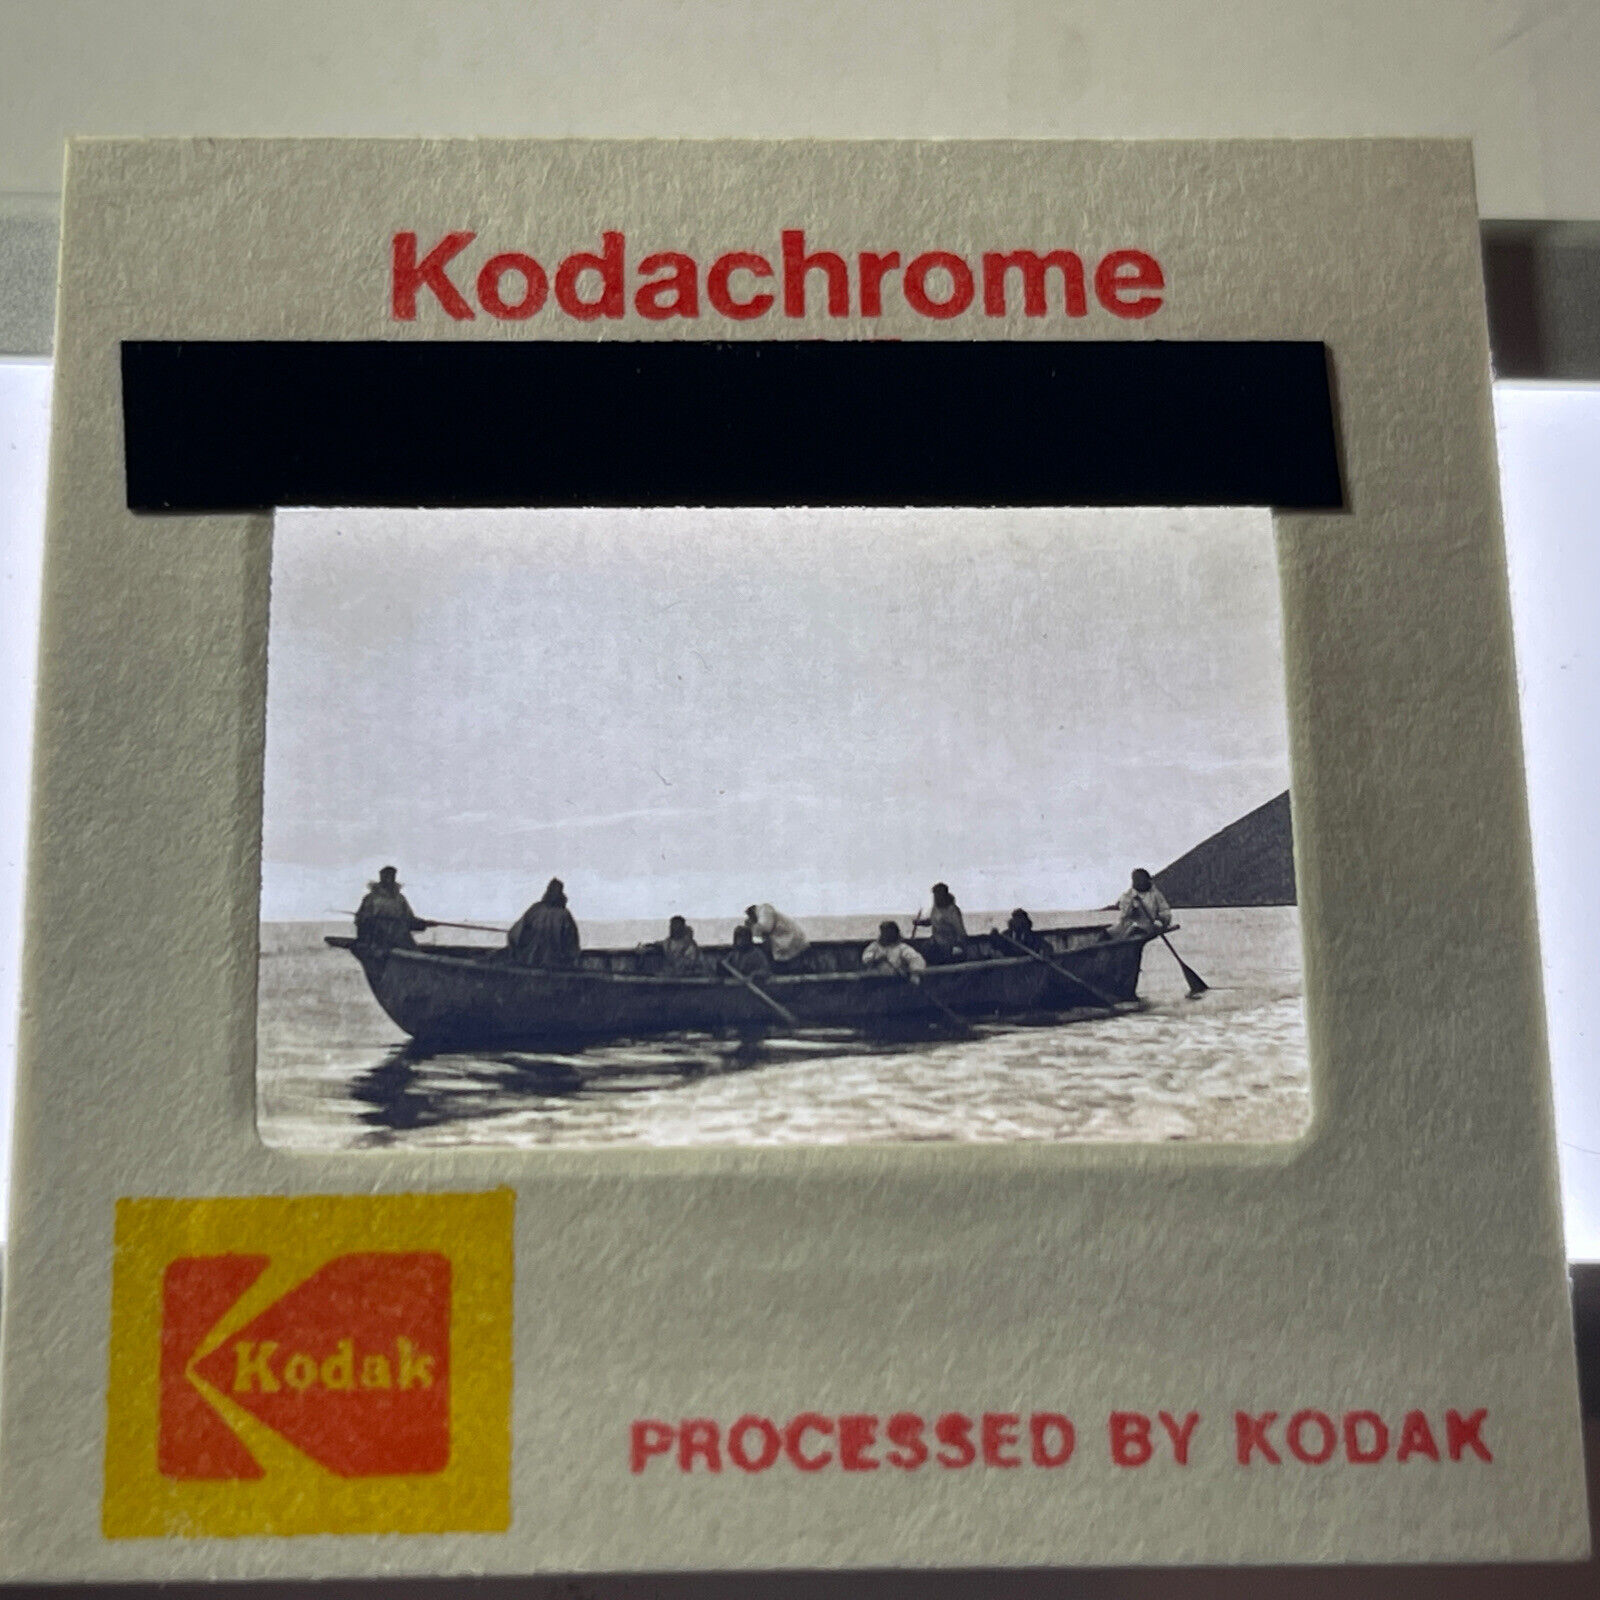 Kodachrome
Kodak
PROCESSED BY KODAK